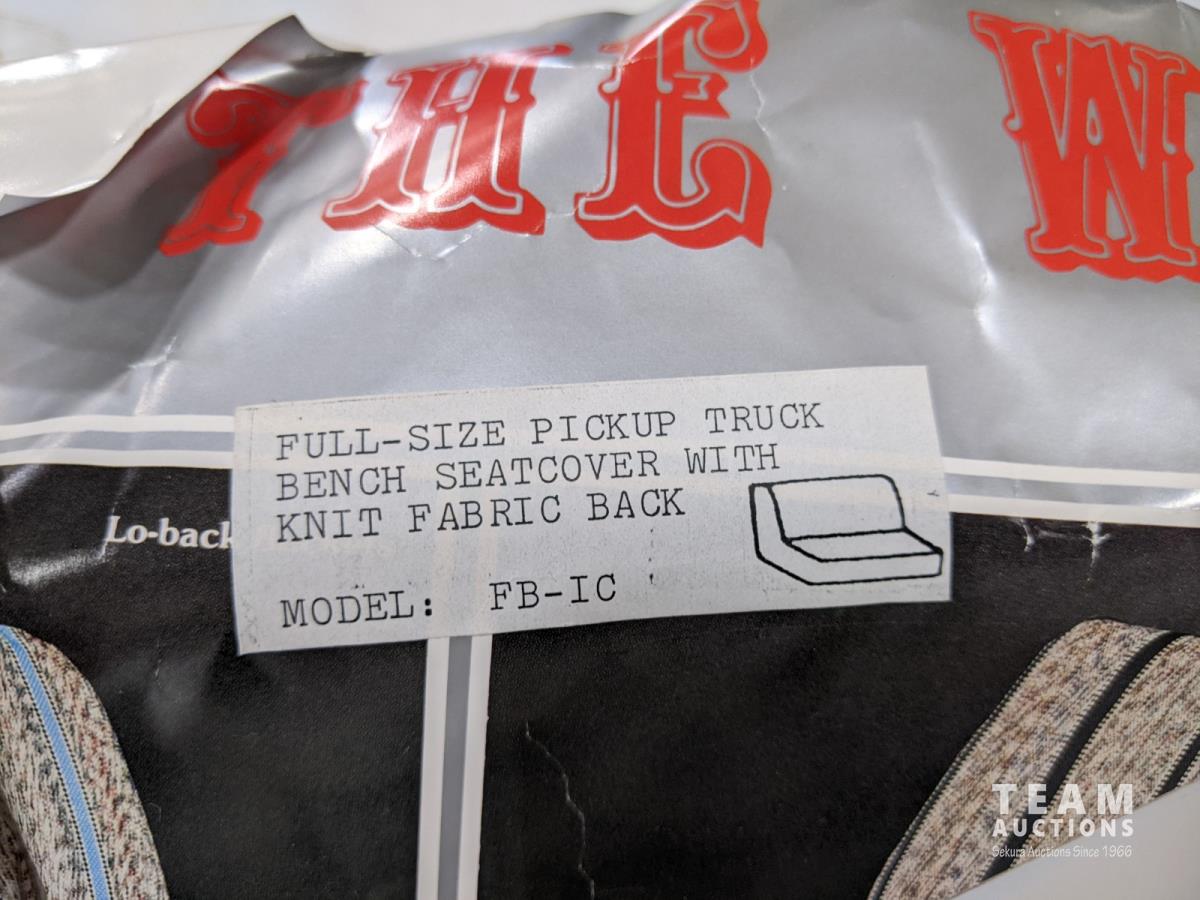 THE W
FULL-SIZE PICKUP TRUCK
BENCH SEATCOVER WITH
KNIT FABRIC BACK
Lo-back
MODEL: FB-IC
TEAM
AUCTIONS
Sekura Auctions Since 1966